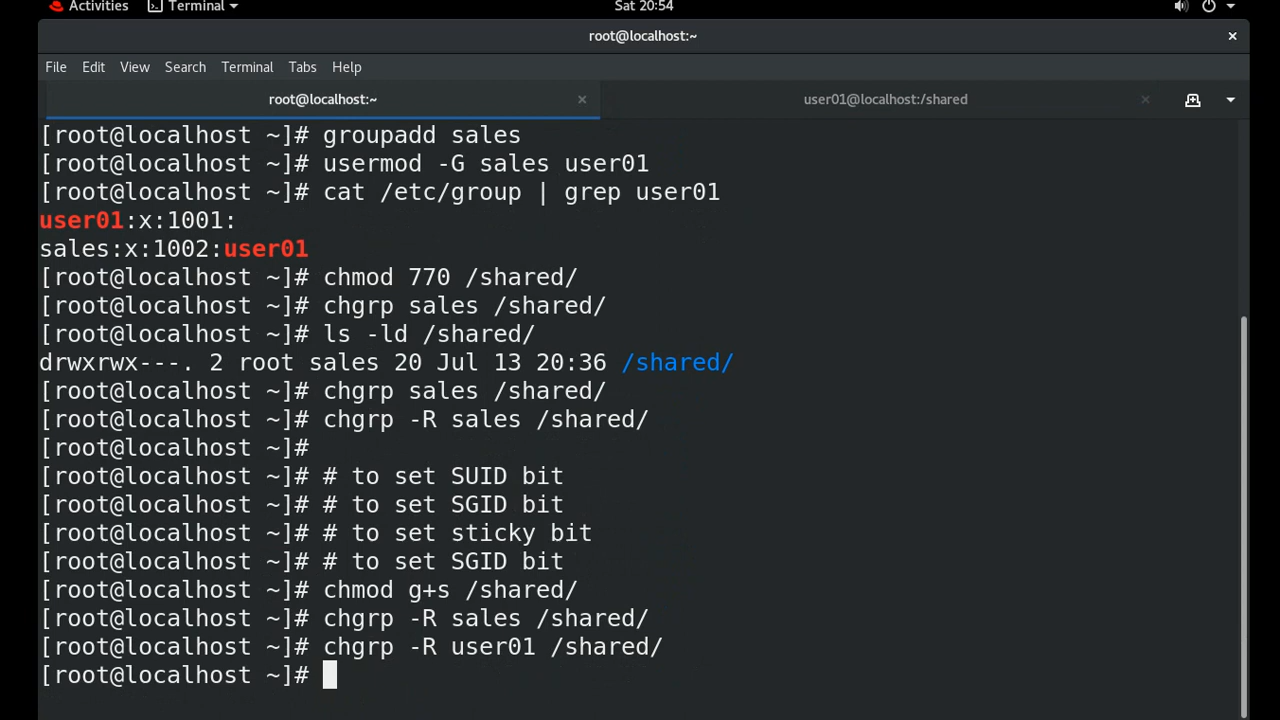 Activities Terminal Sat 20:54
root@localhost:~
File Edit View Search Terminal Tabs Help
root@localhost:~ user01@localhost:/shared
[root@localhost ~]# groupadd sales
[root@localhost ~]# usermod -G sales user01
[root@localhost ~]# cat /etc/group | grep user01
user01:x:1001:
sales:x:1002:user01
[root@localhost ~]# chmod 770 /shared/
[root@localhost ~]# chgrp sales /shared/
[root@localhost ~]# ls -ld /shared/
drwxrwx---. 2 root sales 20 Jul 13 20:36 /shared/
[root@localhost ~]# chgrp sales /shared/
[root@localhost ~]# chgrp -R sales /shared/
[root@localhost ~]#
[root@localhost ~]# # to set SUID bit
[root@localhost ~]# # to set SGID bit
[root@localhost ~]# # to set sticky bit
[root@localhost ~]# # to set SGID bit
[root@localhost ~]# chmod g+s /shared/
[root@localhost ~]# chgrp -R sales /shared/
[root@localhost ~]# chgrp -R user01 /shared/
[root@localhost ~]#